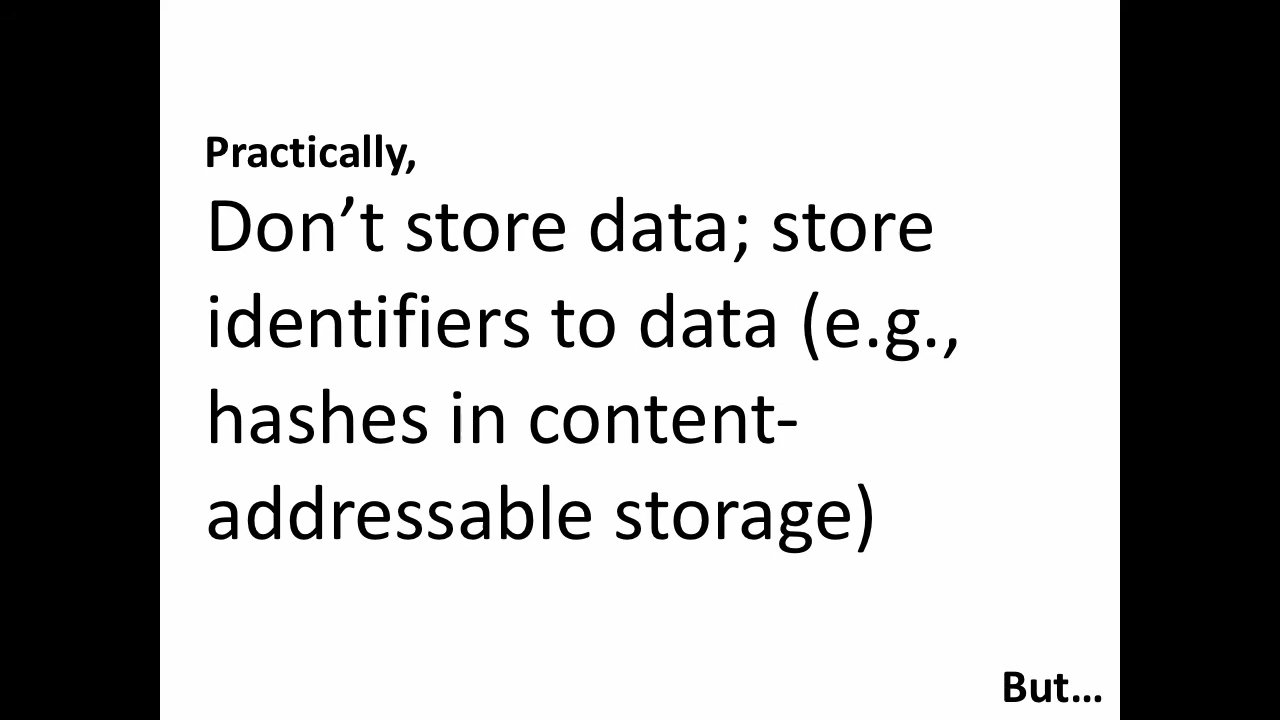 Practically,
Don’t store data; store
identifiers to data (e.g.,
hashes in content-
addressable storage)
But…